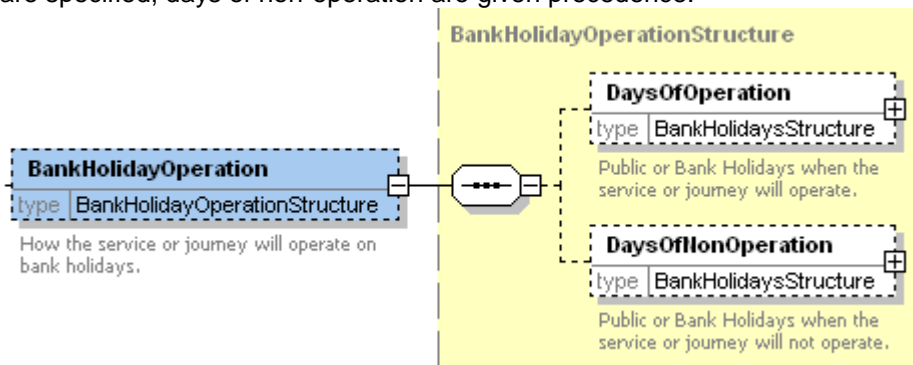 are specified, days of non-operation are given precedence.
BankHolidayOperationStructure
DaysOfOperation
type BankHolidaysStructure
Public or Bank Holidays when the
service or journey will operate.
BankHolidayOperation
type BankHolidayOperationStructure
How the service or journey will operate on
bank holidays.
DaysOfNonOperation
type BankHolidaysStructure
Public or Bank Holidays when the
service or journey will not operate.